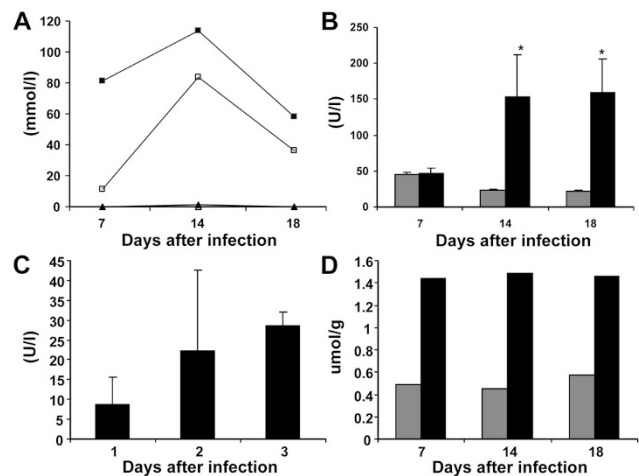 A
120
100
80
60
40
20
0
(mmol/l)
7 14 18
Days after infection
B
250
200
150
100
50
0
(U/l)
* *
7 14 18
Days after infection
C
45
40
35
30
25
20
15
10
5
0
(U/l)
1 2 3
Days after infection
D
1.6
1.4
1.2
1
0.8
0.6
0.4
0.2
0
umol/g
7 14 18
Days after infection